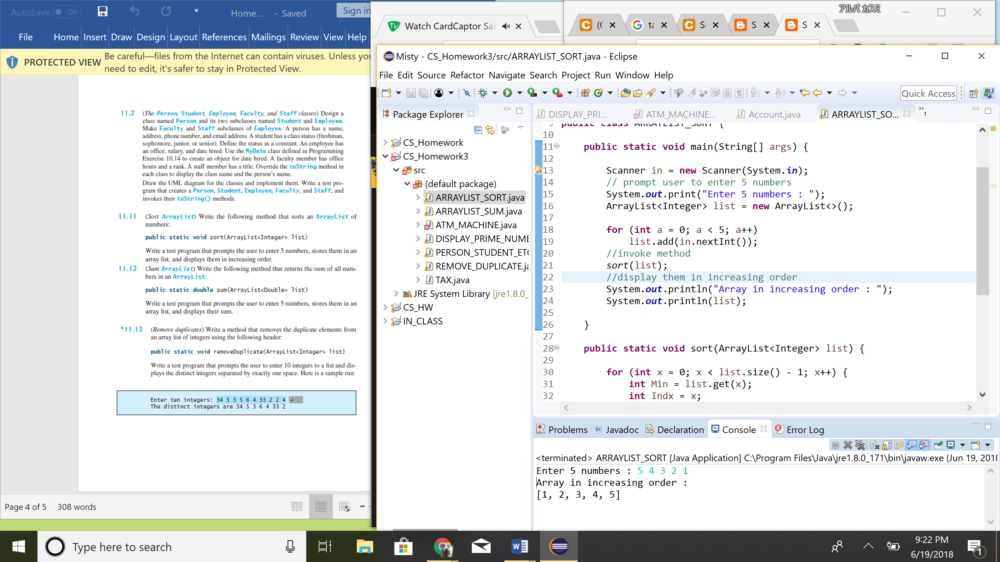 AutoSave Off Home... - Saved Sign in
File Home Insert Draw Design Layout References Mailings Review View Help
PROTECTED VIEW Be careful—files from the Internet can contain viruses. Unless you
need to edit, it's safer to stay in Protected View.
11.2 (The Person, Student, Employee, Faculty, and Staff classes) Design a
class named Person and its two subclasses named Student and Employee.
Make Faculty and Staff subclasses of Employee. A person has a name,
address, phone number, and email address. A student has a class status (freshman,
sophomore, junior, or senior). Define the status as a constant. An employee has
an office, salary, and date hired. Use the MyDate class defined in Programming
Exercise 10.14 to create an object for date hired. A faculty member has office
hours and a rank. A staff member has a title. Override the toString method in
each class to display the class name and the person's name.
Draw the UML diagram for the classes and implement them. Write a test pro-
gram that creates a Person, Student, Employee, Faculty, and Staff, and
invokes their toString() methods.
11.11 (Sort ArrayList) Write the following method that sorts an ArrayList of
numbers:
public static void sort(ArrayList<Integer> list)
Write a test program that prompts the user to enter 5 numbers, stores them in an
array list, and displays them in increasing order.
11.12 (Sum ArrayList) Write the following method that returns the sum of all num-
bers in an ArrayList:
public static double sum(ArrayList<Double> list)
Write a test program that prompts the user to enter 5 numbers, stores them in an
array list, and displays their sum.
*11.13 (Remove duplicates) Write a method that removes the duplicate elements from
an array list of integers using the following header:
public static void removeDuplicate(ArrayList<Integer> list)
Write a test program that prompts the user to enter 10 integers to a list and dis-
plays the distinct integers separated by exactly one space. Here is a sample run:
Enter ten integers: 34 5 3 5 6 4 33 2 2 4
The distinct integers are 34 5 3 6 4 33 2
Page 4 of 5 308 words
Watch CardCaptor Sak
アルバ カスミ
Misty - CS_Homework3/src/ARRAYLIST_SORT.java - Eclipse
File Edit Source Refactor Navigate Search Project Run Window Help
Quick Access
Package Explorer
CS_Homework
CS_Homework3
src
(default package)
ARRAYLIST_SORT.java
ARRAYLIST_SUM.java
ATM_MACHINE.java
DISPLAY_PRIME_NUME
PERSON_STUDENT_ETC
REMOVE_DUPLICATE.ja
TAX.java
JRE System Library [jre1.8.0_
CS_HW
IN_CLASS
DISPLAY_PRI... ATM_MACHINE... Account.java ARRAYLIST_SO... »1
9 public class ARRAYLIST_SORT {
10
11 public static void main(String[] args) {
12
13 Scanner in = new Scanner(System.in);
14 // prompt user to enter 5 numbers
15 System.out.print("Enter 5 numbers : ");
16 ArrayList<Integer> list = new ArrayList<>();
17
18 for (int a = 0; a < 5; a++)
19 list.add(in.nextInt());
20 //invoke method
21 sort(list);
22 //display them in increasing order
23 System.out.println("Array in increasing order : ");
24 System.out.println(list);
25
26 }
27
28 public static void sort(ArrayList<Integer> list) {
29
30 for (int x = 0; x < list.size() - 1; x++) {
31 int Min = list.get(x);
32 int Indx = x;
Problems Javadoc Declaration Console Error Log
<terminated> ARRAYLIST_SORT [Java Application] C:\Program Files\Java\jre1.8.0_171\bin\javaw.exe (Jun 19, 2018
Enter 5 numbers : 5 4 3 2 1
Array in increasing order :
[1, 2, 3, 4, 5]
Type here to search
9:22 PM
6/19/2018
1